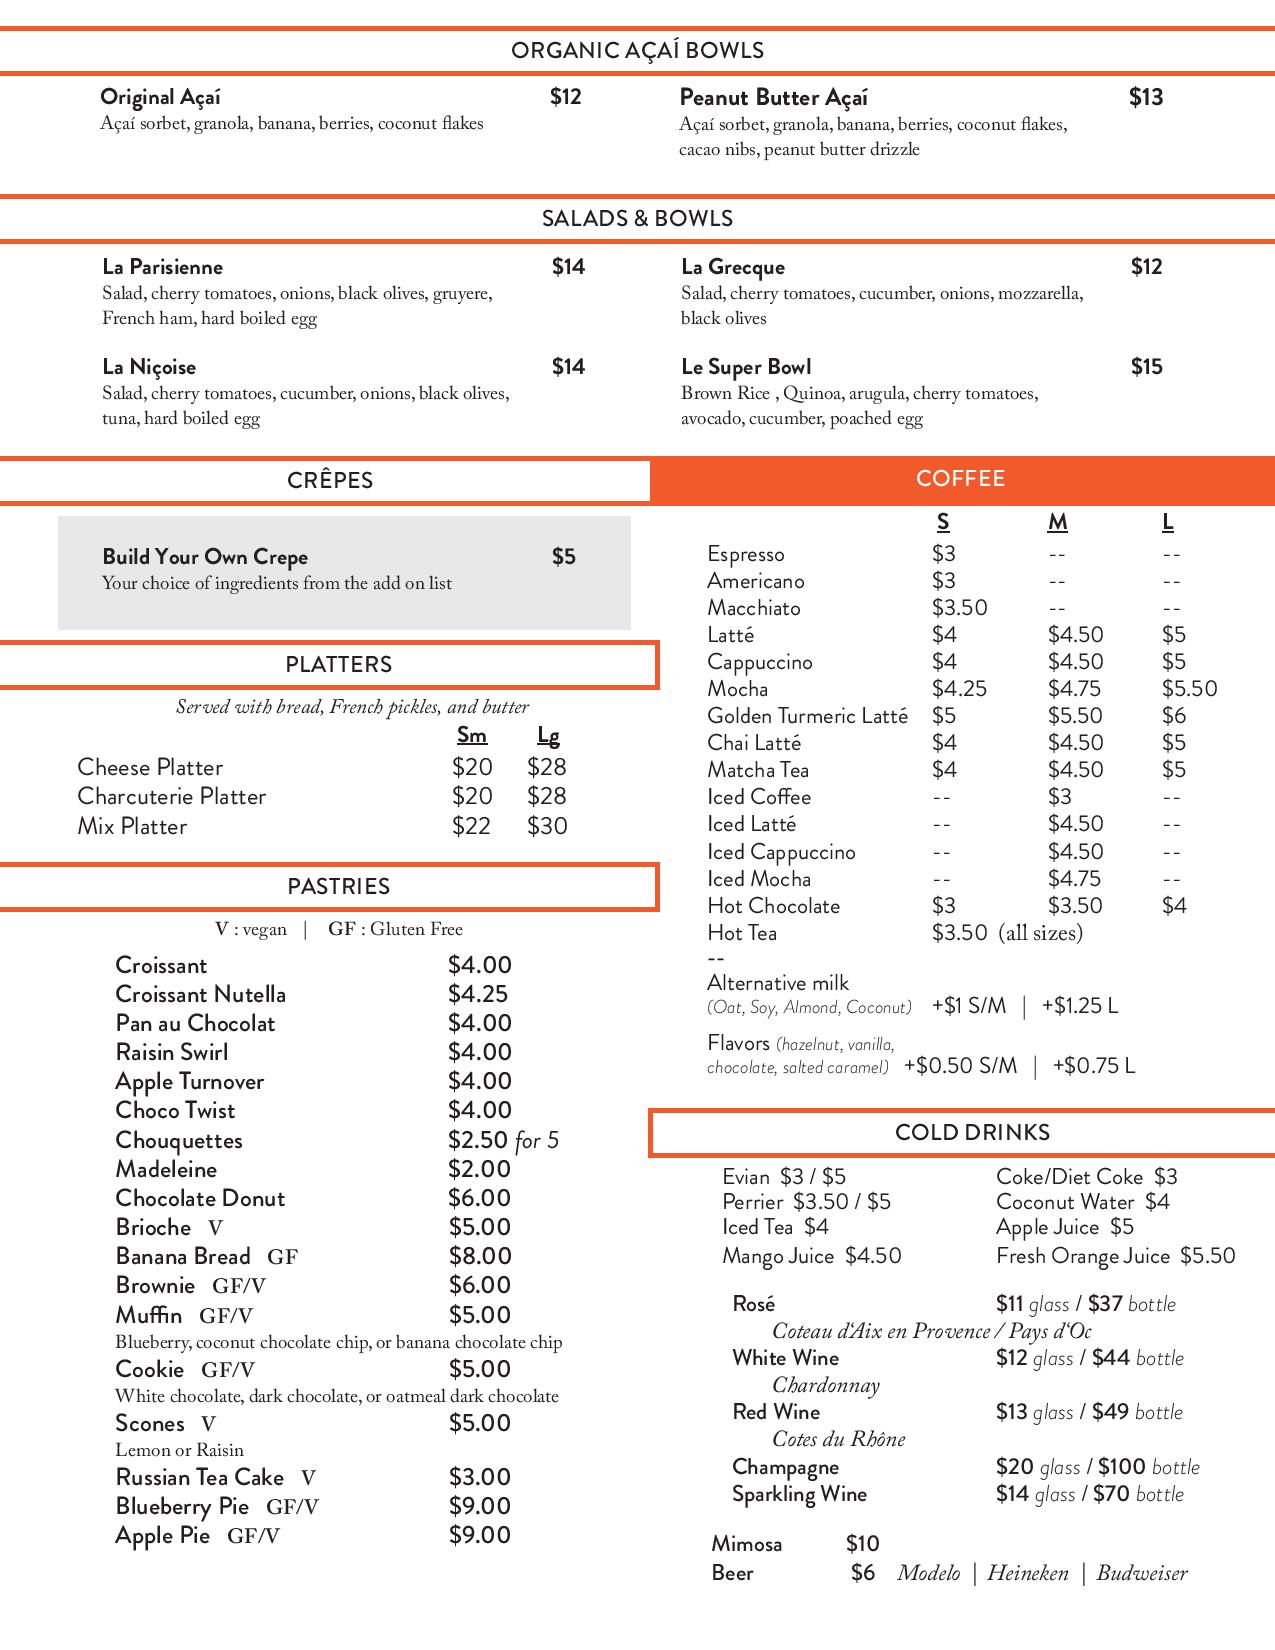 ORGANIC AÇAÍ BOWLS
Original Açaí $12
Açaí sorbet, granola, banana, berries, coconut flakes
Peanut Butter Açaí $13
Açaí sorbet, granola, banana, berries, coconut flakes,
cacao nibs, peanut butter drizzle
SALADS & BOWLS
La Parisienne $14
Salad, cherry tomatoes, onions, black olives, gruyere,
French ham, hard boiled egg
La Grecque $12
Salad, cherry tomatoes, cucumber, onions, mozzarella,
black olives
La Niçoise $14
Salad, cherry tomatoes, cucumber, onions, black olives,
tuna, hard boiled egg
Le Super Bowl $15
Brown Rice , Quinoa, arugula, cherry tomatoes,
avocado, cucumber, poached egg
CRÊPES
Build Your Own Crepe $5
Your choice of ingredients from the add on list
PLATTERS
Served with bread, French pickles, and butter
Sm Lg
Cheese Platter $20 $28
Charcuterie Platter $20 $28
Mix Platter $22 $30
PASTRIES
V : vegan | GF : Gluten Free
Croissant $4.00
Croissant Nutella $4.25
Pan au Chocolat $4.00
Raisin Swirl $4.00
Apple Turnover $4.00
Choco Twist $4.00
Chouquettes $2.50 for 5
Madeleine $2.00
Chocolate Donut $6.00
Brioche V $5.00
Banana Bread GF $8.00
Brownie GF/V $6.00
Muffin GF/V $5.00
Blueberry, coconut chocolate chip, or banana chocolate chip
Cookie GF/V $5.00
White chocolate, dark chocolate, or oatmeal dark chocolate
Scones V $5.00
Lemon or Raisin
Russian Tea Cake V $3.00
Blueberry Pie GF/V $9.00
Apple Pie GF/V $9.00
COFFEE
S M L
Espresso $3 -- --
Americano $3 -- --
Macchiato $3.50 -- --
Latté $4 $4.50 $5
Cappuccino $4 $4.50 $5
Mocha $4.25 $4.75 $5.50
Golden Turmeric Latté $5 $5.50 $6
Chai Latté $4 $4.50 $5
Matcha Tea $4 $4.50 $5
Iced Coffee -- $3 --
Iced Latté -- $4.50 --
Iced Cappuccino -- $4.50 --
Iced Mocha -- $4.75 --
Hot Chocolate $3 $3.50 $4
Hot Tea $3.50 (all sizes)
--
Alternative milk
(Oat, Soy, Almond, Coconut) +$1 S/M | +$1.25 L
Flavors (hazelnut, vanilla,
chocolate, salted caramel) +$0.50 S/M | +$0.75 L
COLD DRINKS
Evian $3 / $5 Coke/Diet Coke $3
Perrier $3.50 / $5 Coconut Water $4
Iced Tea $4 Apple Juice $5
Mango Juice $4.50 Fresh Orange Juice $5.50
Rosé $11 glass / $37 bottle
Coteau d‘Aix en Provence / Pays d‘Oc
White Wine $12 glass / $44 bottle
Chardonnay
Red Wine $13 glass / $49 bottle
Cotes du Rhône
Champagne $20 glass / $100 bottle
Sparkling Wine $14 glass / $70 bottle
Mimosa $10
Beer $6 Modelo | Heineken | Budweiser